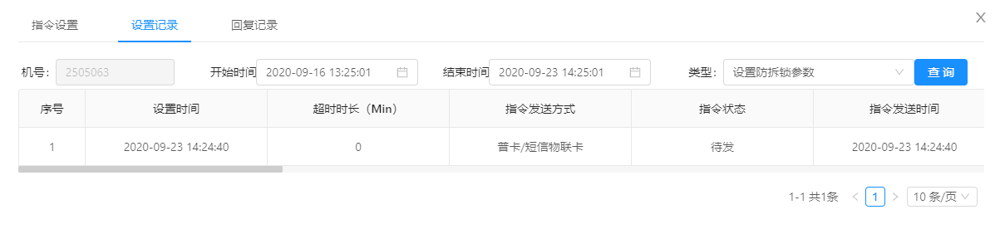 指令设置 设置记录 回复记录 X
机号: 2505063 开始时间 2020-09-16 13:25:01 结束时间 2020-09-23 14:25:01 类型: 设置防拆锁参数 查 询
序号 设置时间 超时时长（Min） 指令发送方式 指令状态 指令发送时间
1 2020-09-23 14:24:40 0 普卡/短信物联卡 待发 2020-09-23 14:24:40
1-1 共1条 < 1 > 10 条/页